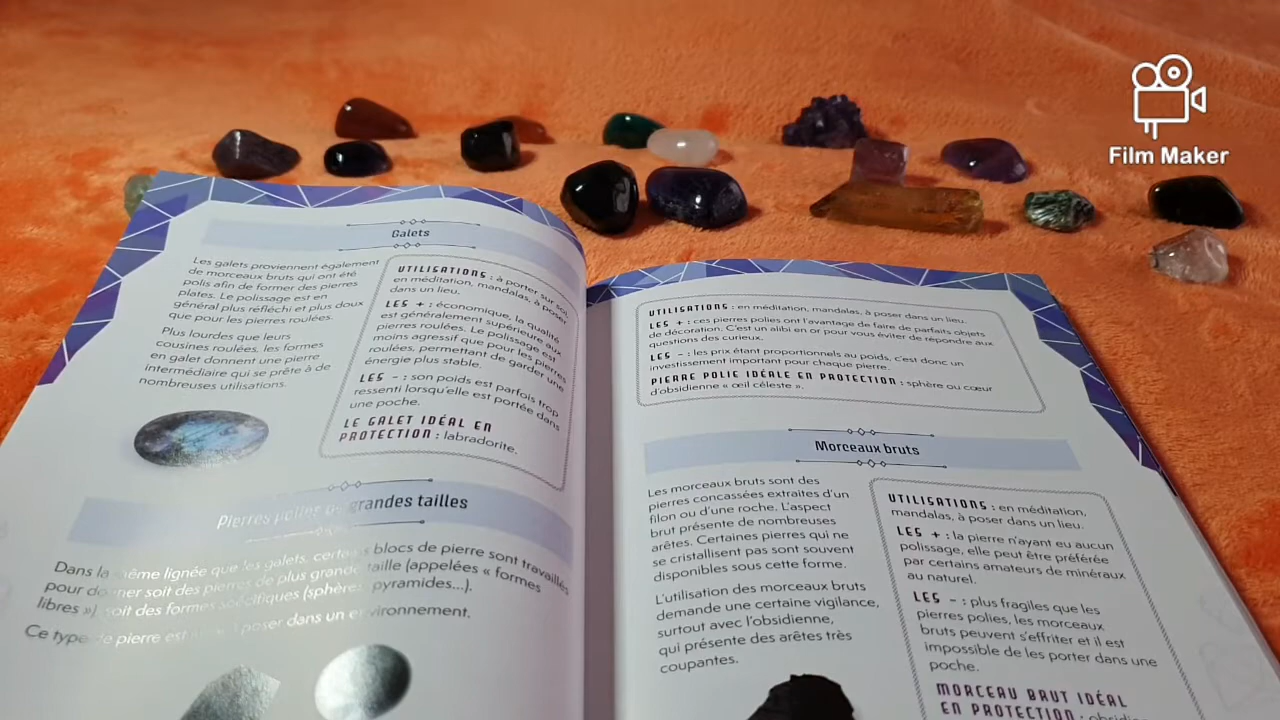 Film Maker
Galets
Les galets proviennent également
de morceaux bruts qui ont été
polis afin de former des pierres
plates. Le polissage est en
général plus réfléchi et plus doux
que pour les pierres roulées.
Plus lourdes que leurs
cousines roulées, les formes
en galet donnent une pierre
intermédiaire qui se prête à de
nombreuses utilisations.
UTILISATIONS : à porter sur soi,
en méditation, mandalas, à poser
dans un lieu.
LES + : économique, la qualité
est généralement supérieure aux
pierres roulées. Le polissage est
moins agressif que pour les pierres
roulées, permettant de garder une
énergie plus stable.
LES - : son poids est parfois trop
ressenti lorsqu'elle est portée dans
une poche.
LE GALET IDÉAL EN
PROTECTION : labradorite.
Pierres polies de grandes tailles
Dans la même lignée que les galets, certains blocs de pierre sont travaillés
pour donner soit des pierres de plus grande taille (appelées « formes
libres »), soit des formes spécifiques (sphères, pyramides...).
Ce type de pierre est à poser dans un environnement.
UTILISATIONS : en méditation, mandalas, à poser dans un lieu.
LES + : ces pierres polies ont l'avantage de faire de parfaits objets
de décoration. C'est un alibi en or pour vous éviter de répondre aux
questions des curieux.
LES - : les prix étant proportionnels au poids, c'est donc un
investissement important pour chaque pierre.
PIERRE POLIE IDÉALE EN PROTECTION : sphère ou cœur
d'obsidienne « œil céleste ».
Morceaux bruts
Les morceaux bruts sont des
pierres concassées extraites d'un
filon ou d'une roche. L'aspect
brut présente de nombreuses
arêtes. Certaines pierres qui ne
se cristallisent pas sont souvent
disponibles sous cette forme.
L'utilisation des morceaux bruts
demande une certaine vigilance,
surtout avec l'obsidienne,
qui présente des arêtes très
coupantes.
UTILISATIONS : en méditation,
mandalas, à poser dans un lieu.
LES + : la pierre n'ayant eu aucun
polissage, elle peut être préférée
par certains amateurs de minéraux
au naturel.
LES - : plus fragiles que les
pierres polies, les morceaux
bruts peuvent s'effriter et il est
impossible de les porter dans une
poche.
MORCEAU BRUT IDÉAL
EN PROTECTION :